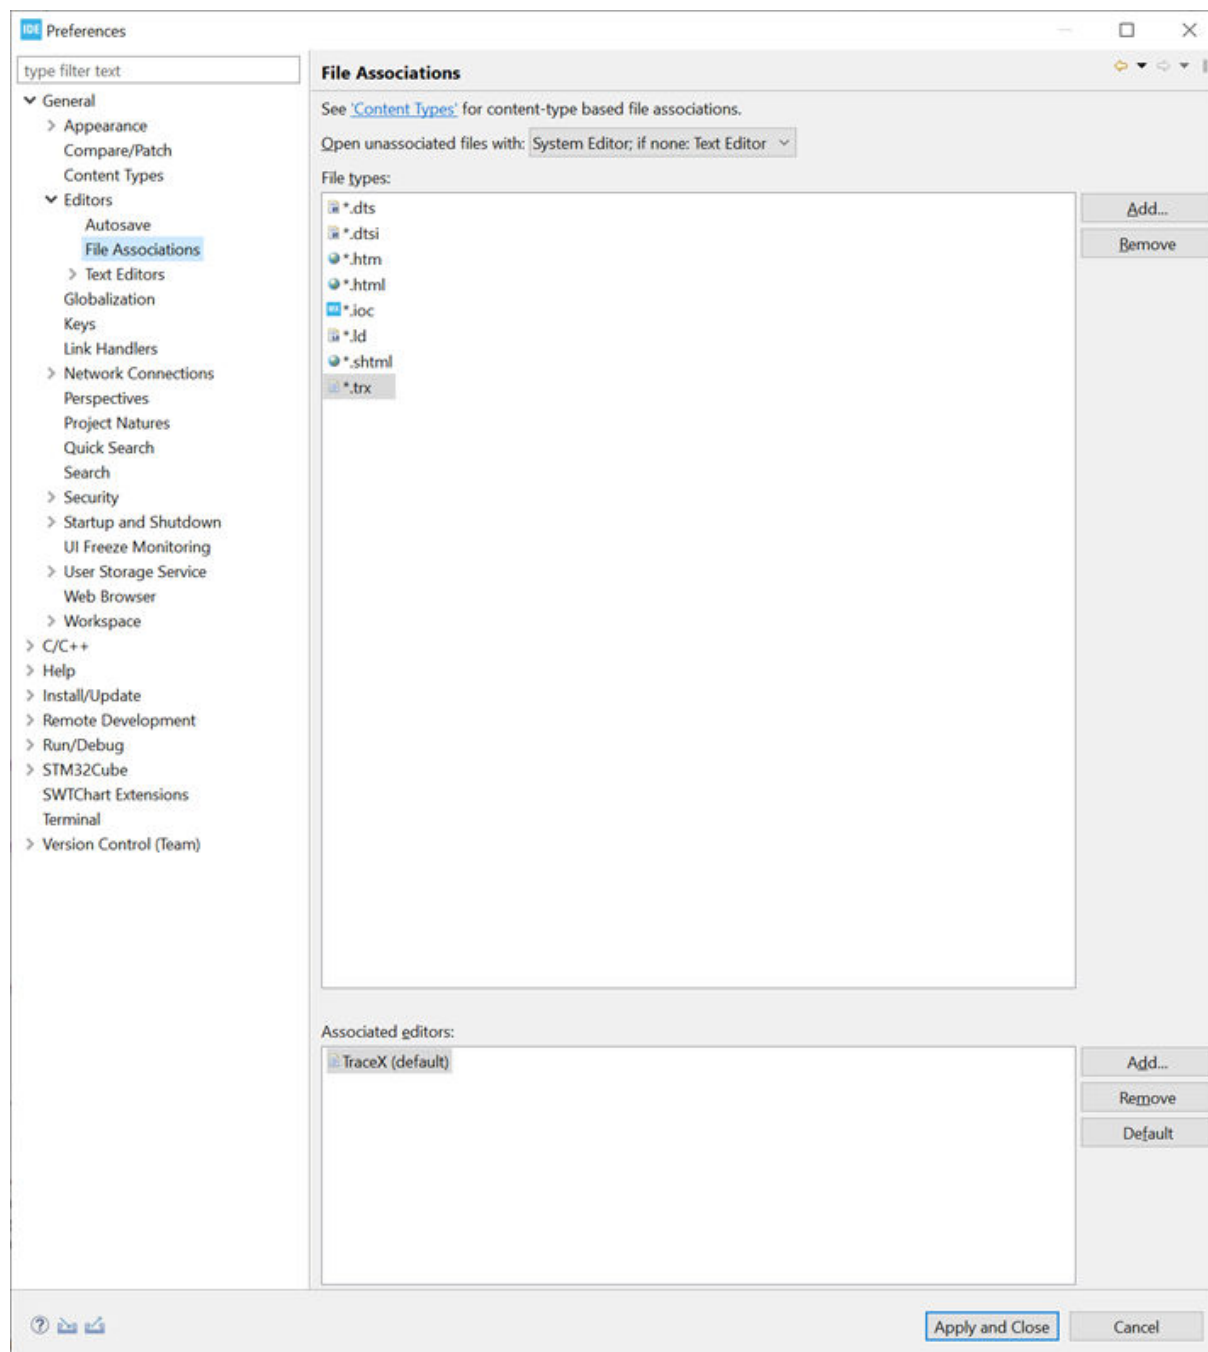 IDE Preferences
type filter text
General
Appearance
Compare/Patch
Content Types
Editors
Autosave
File Associations
Text Editors
Globalization
Keys
Link Handlers
Network Connections
Perspectives
Project Natures
Quick Search
Search
Security
Startup and Shutdown
UI Freeze Monitoring
User Storage Service
Web Browser
Workspace
C/C++
Help
Install/Update
Remote Development
Run/Debug
STM32Cube
SWTChart Extensions
Terminal
Version Control (Team)
File Associations
See 'Content Types' for content-type based file associations.
Open unassociated files with: System Editor; if none: Text Editor
File types:
*.dts
*.dtsi
*.htm
*.html
MX *.ioc
*.ld
*.shtml
*.trx
Add...
Remove
Associated editors:
TraceX (default)
Add...
Remove
Default
Apply and Close
Cancel